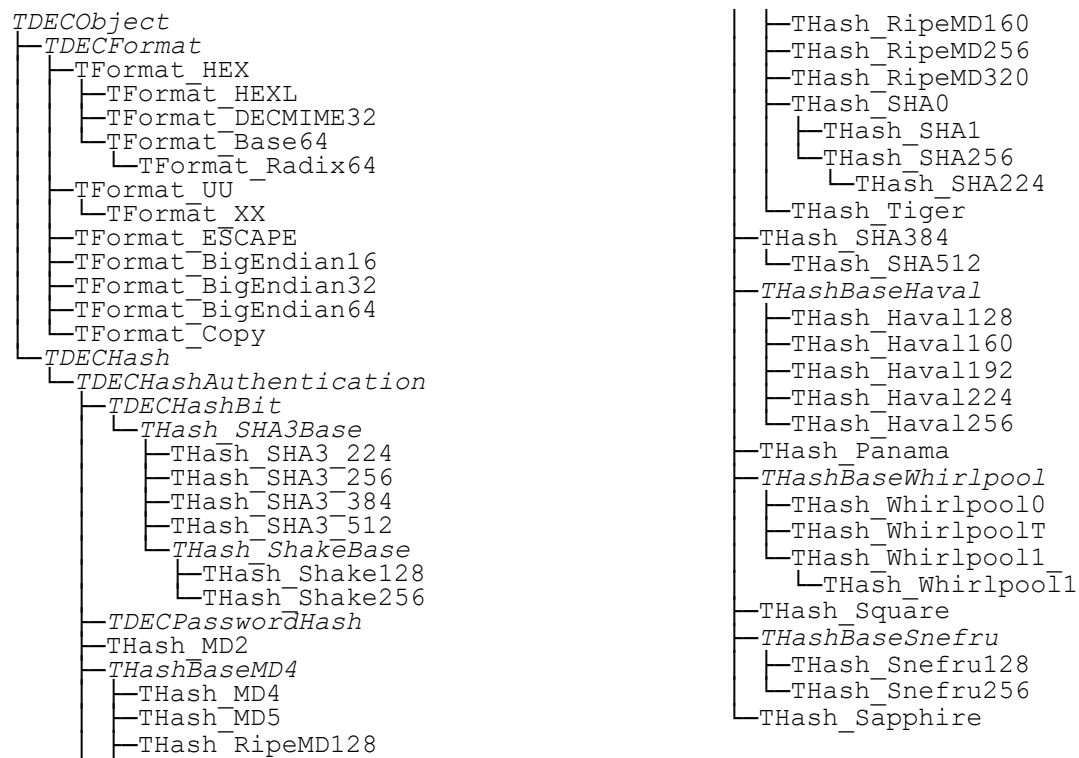 TDECObject
TDECFormat
TFormat_HEX
TFormat_HEXL
TFormat_DECMIME32
TFormat_Base64
TFormat_Radix64
TFormat_UU
TFormat_XX
TFormat_ESCAPE
TFormat_BigEndian16
TFormat_BigEndian32
TFormat_BigEndian64
TFormat_Copy
TDECHash
TDECHashAuthentication
TDECHashBit
THash_SHA3Base
THash_SHA3_224
THash_SHA3_256
THash_SHA3_384
THash_SHA3_512
THash_ShakeBase
THash_Shake128
THash_Shake256
TDECPasswordHash
THash_MD2
THashBaseMD4
THash_MD4
THash_MD5
THash_RipeMD128
THash_RipeMD160
THash_RipeMD256
THash_RipeMD320
THash_SHA0
THash_SHA1
THash_SHA256
THash_SHA224
THash_Tiger
THash_SHA384
THash_SHA512
THashBaseHaval
THash_Haval128
THash_Haval160
THash_Haval192
THash_Haval224
THash_Haval256
THash_Panama
THashBaseWhirlpool
THash_Whirlpool0
THash_WhirlpoolT
THash_Whirlpool1_
THash_Whirlpool1
THash_Square
THashBaseSnefru
THash_Snefru128
THash_Snefru256
THash_Sapphire